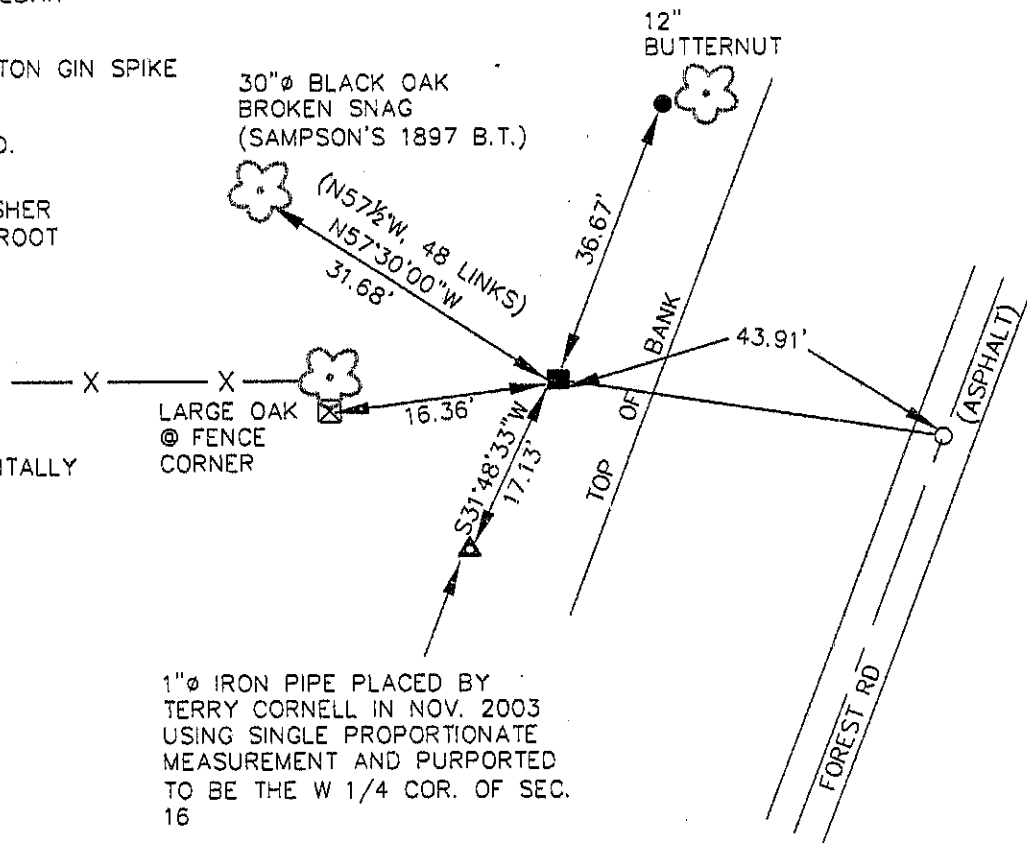 TON GIN SPIKE
SHER
ROOT
ITALLY
12"
BUTTERNUT
30"ø BLACK OAK
BROKEN SNAG
(SAMPSON'S 1897 B.T.)
(N57½°W, 48 LINKS)
N57°30'00"W
31.68'
36.67'
43.91'
X X
LARGE OAK
@ FENCE
CORNER
16.36'
S31°48'33"W
17.13'
TOP OF BANK
(ASPHALT)
FOREST RD
1"ø IRON PIPE PLACED BY
TERRY CORNELL IN NOV. 2003
USING SINGLE PROPORTIONATE
MEASUREMENT AND PURPORTED
TO BE THE W 1/4 COR. OF SEC.
16